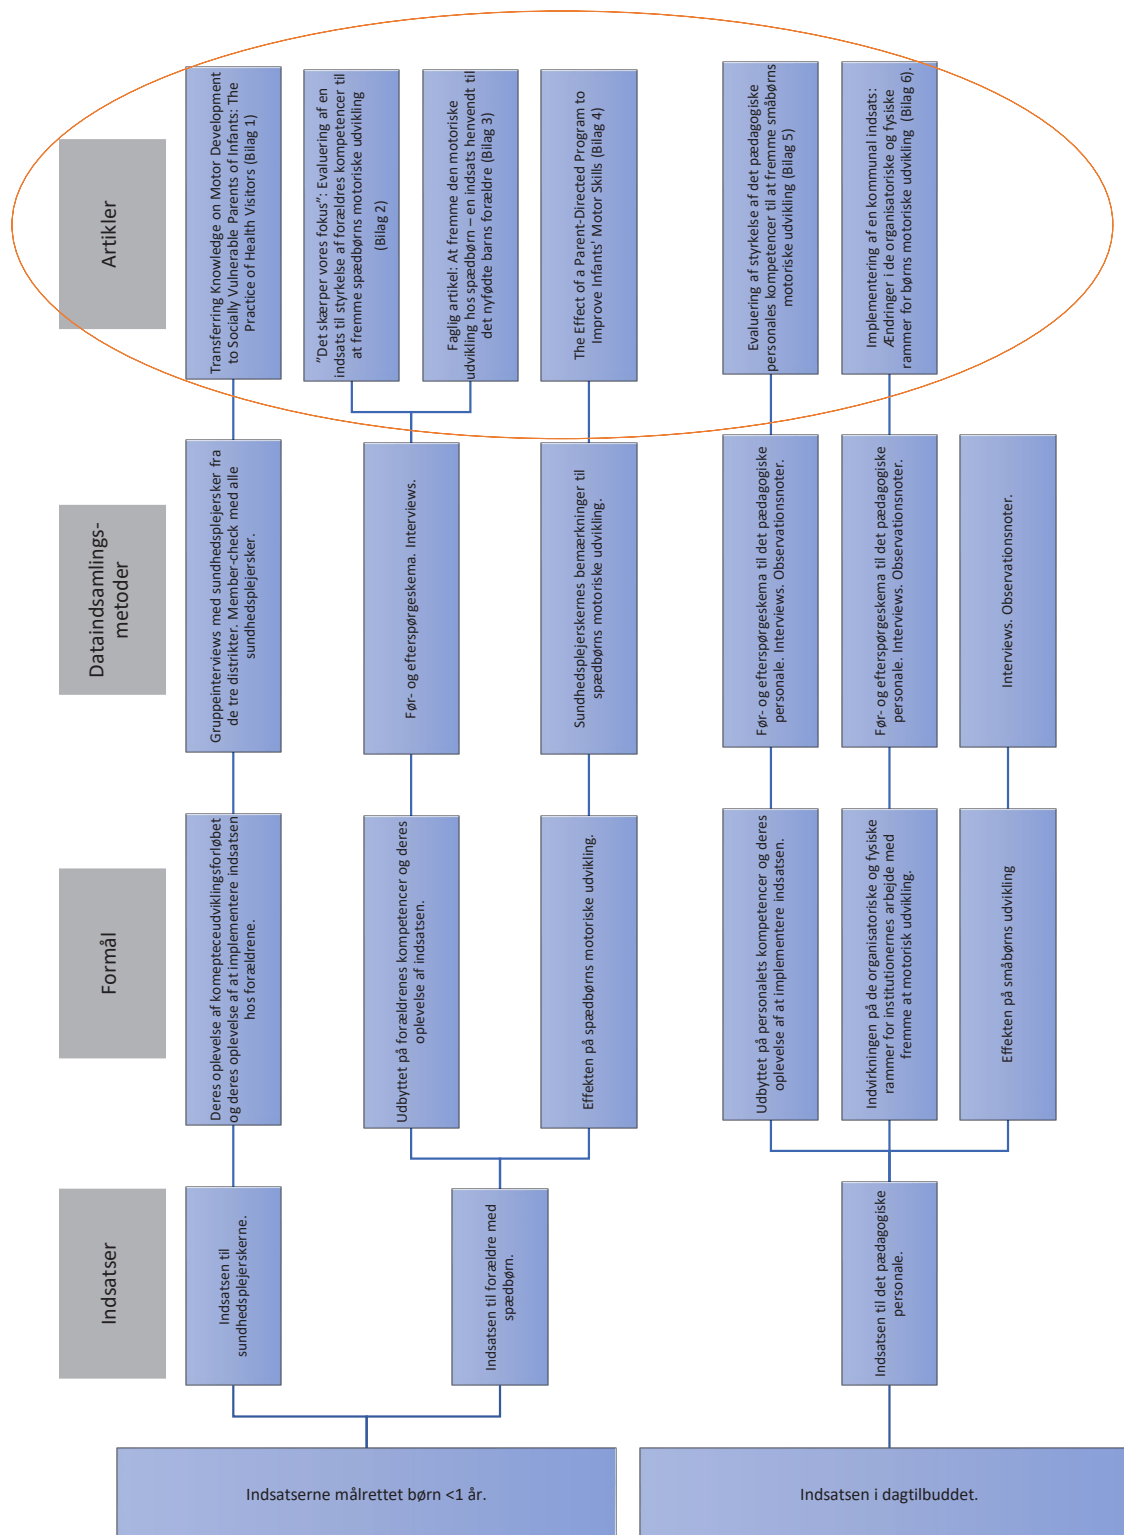 Indsatser
Formål
Dataindsamlings-
metoder
Artikler
Indsatserne målrettet børn <1 år.
Indsatsen til
sundhedsplejerskerne.
Deres oplevelse af komepteceudviklingsforløbet
og deres oplevelse af at implementere indsatsen
hos forældrene.
Gruppeinterviews med sundhedsplejersker fra
de tre distrikter. Member-check med alle
sundhedsplejersker.
Transferring Knowledge on Motor Development
to Socially Vulnerable Parents of Infants: The
Practice of Health Visitors (Bilag 1)
Indsatsen til forældre med
spædbørn.
Udbyttet på forældrenes kompetencer og deres
oplevelse af indsatsen.
Før- og efterspørgeskema. Interviews.
”Det skærper vores fokus”: Evaluering af en
indsats til styrkelse af forældres kompetencer til
at fremme spædbørns motoriske udvikling
(Bilag 2)
Faglig artikel: At fremme den motoriske
udvikling hos spædbørn – en indsats henvendt til
det nyfødte barns forældre (Bilag 3)
Effekten på spædbørns motoriske udvikling.
Sundhedsplejerskernes bemærkninger til
spædbørns motoriske udvikling.
The Effect of a Parent-Directed Program to
Improve Infants' Motor Skills (Bilag 4)
Indsatsen i dagtilbuddet.
Indsatsen til det pædagogiske
personale.
Udbyttet på personalets kompetencer og deres
oplevelse af at implementere indsatsen.
Før- og efterspørgeskema til det pædagogiske
personale. Interviews. Observationsnoter.
Evaluering af styrkelse af det pædagogiske
personales kompetencer til at fremme småbørns
motoriske udvikling (Bilag 5)
Indvirkningen på de organisatoriske og fysiske
rammer for institutionernes arbejde med
fremme at motorisk udvikling.
Før- og efterspørgeskema til det pædagogiske
personale. Interviews. Observationsnoter.
Implementering af en kommunal indsats:
Ændringer i de organisatoriske og fysiske
rammer for børns motoriske udvikling (Bilag 6).
Effekten på småbørns udvikling
Interviews. Observationsnoter.